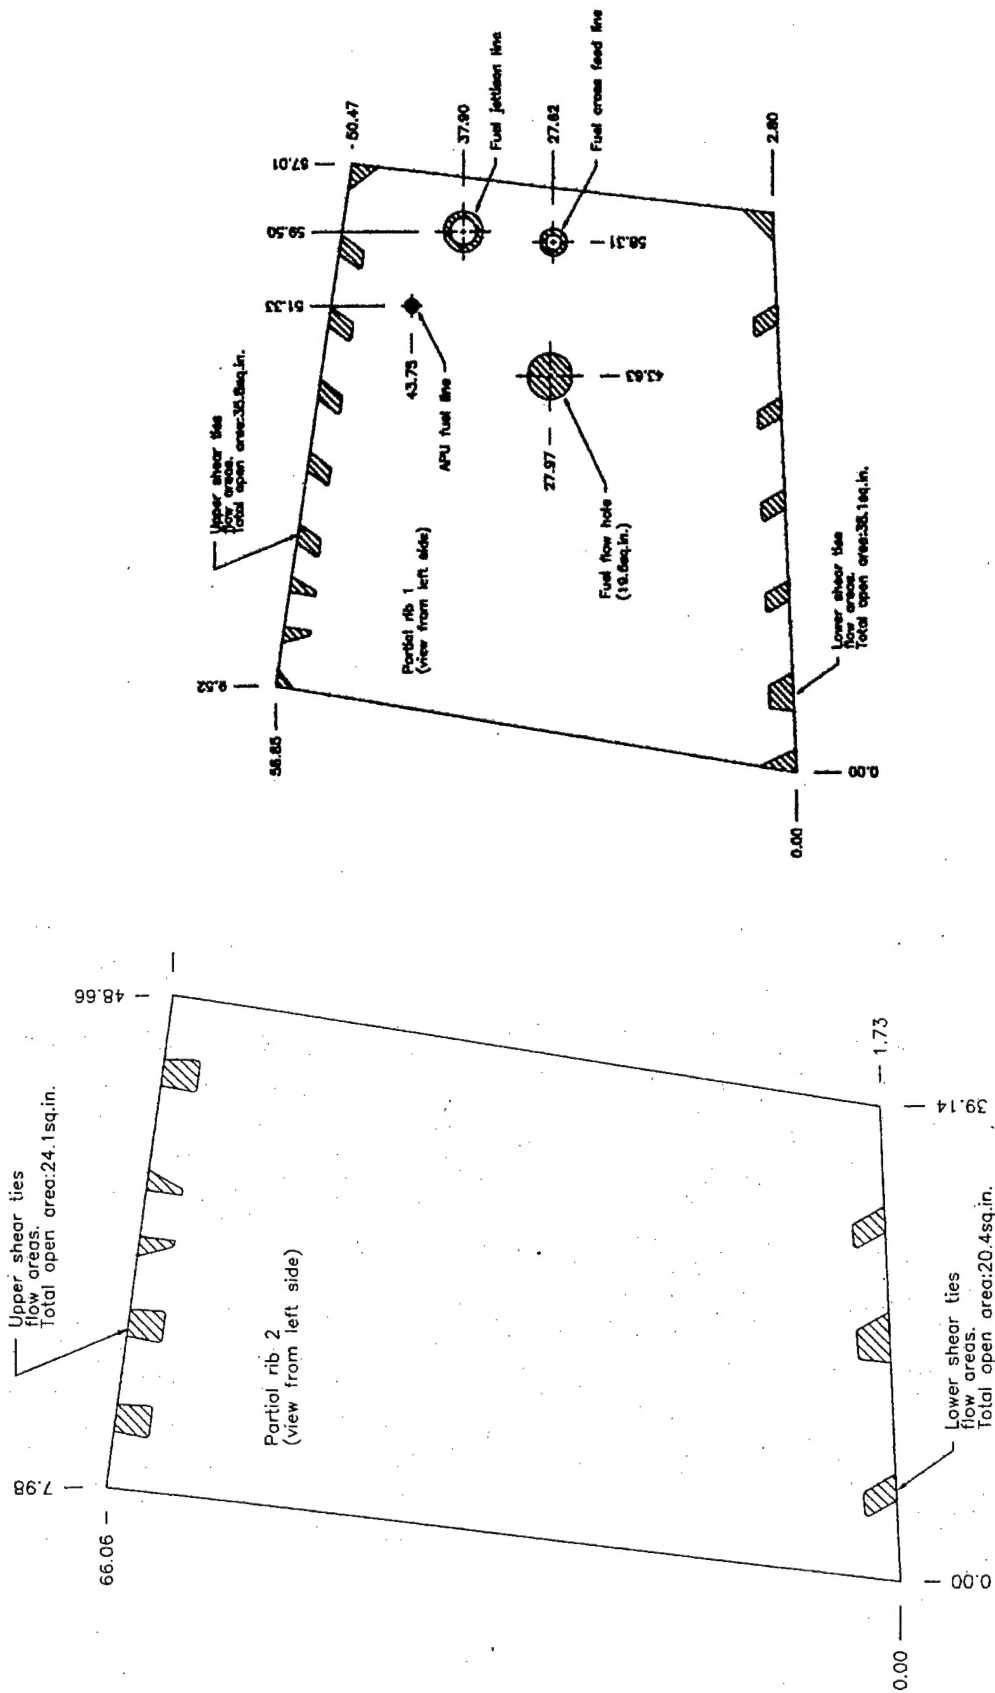 Upper shear ties
flow areas.
Total open area:35.8sq.in.
9.52
51.33
59.50
67.01
50.47
56.65
37.90
Fuel jettison line
43.75
APU fuel line
27.62
Fuel cross feed line
58.31
Partial rib 1
(view from left side)
27.97
43.63
Fuel flow hole
(19.6sq.in.)
2.80
Lower shear ties
flow areas.
Total open area:38.1sq.in.
0.00
0.00
Upper shear ties
flow areas.
Total open area:24.1sq.in.
7.98
48.66
66.06
Partial rib 2
(view from left side)
1.73
39.14
Lower shear ties
flow areas.
Total open area:20.4sq.in.
0.00
0.00